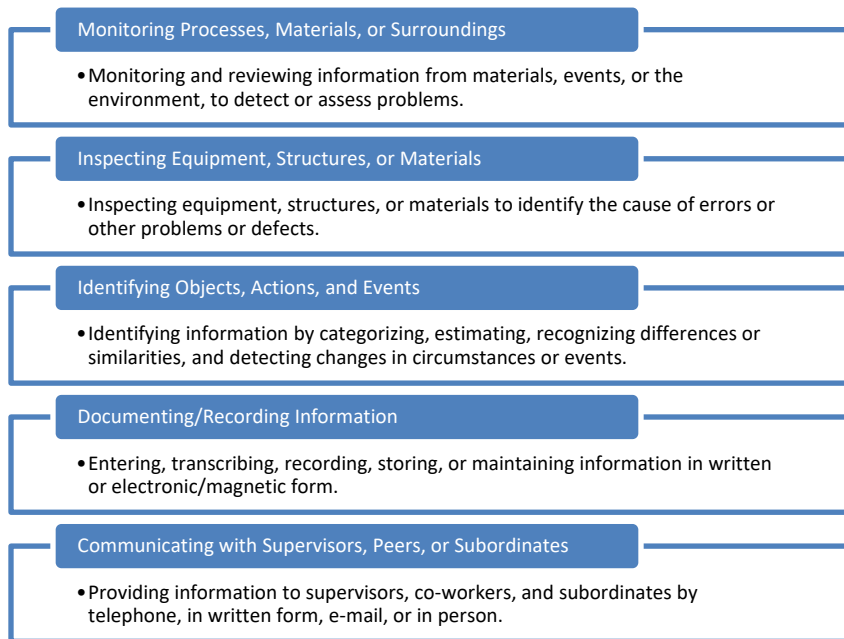 Monitoring Processes, Materials, or Surroundings
•Monitoring and reviewing information from materials, events, or the
environment, to detect or assess problems.
Inspecting Equipment, Structures, or Materials
•Inspecting equipment, structures, or materials to identify the cause of errors or
other problems or defects.
Identifying Objects, Actions, and Events
•Identifying information by categorizing, estimating, recognizing differences or
similarities, and detecting changes in circumstances or events.
Documenting/Recording Information
•Entering, transcribing, recording, storing, or maintaining information in written
or electronic/magnetic form.
Communicating with Supervisors, Peers, or Subordinates
•Providing information to supervisors, co-workers, and subordinates by
telephone, in written form, e-mail, or in person.